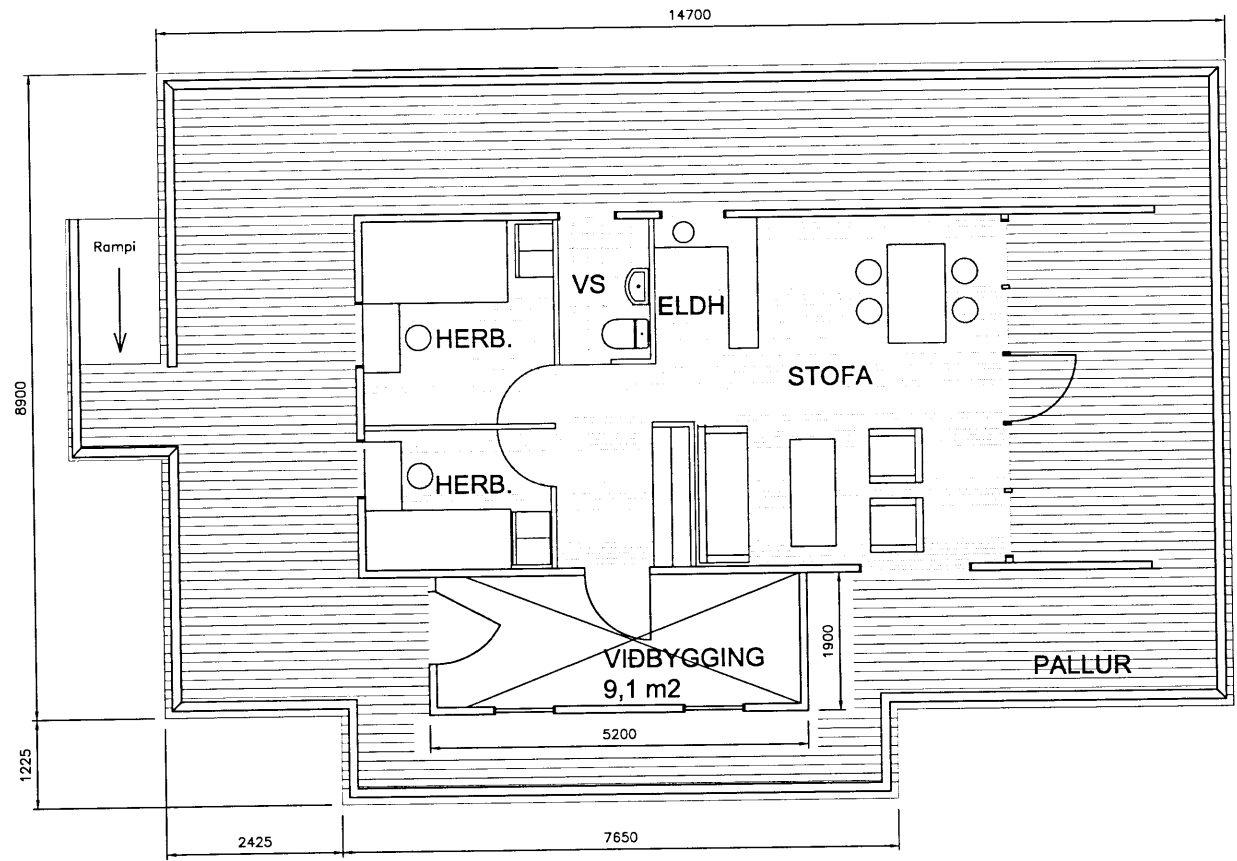 14700
Rampi
VS
ELDH
HERB.
STOFA
8900
HERB.
VIÐBYGGING
9,1 m2
1900
PALLUR
5200
1225
2425
7650